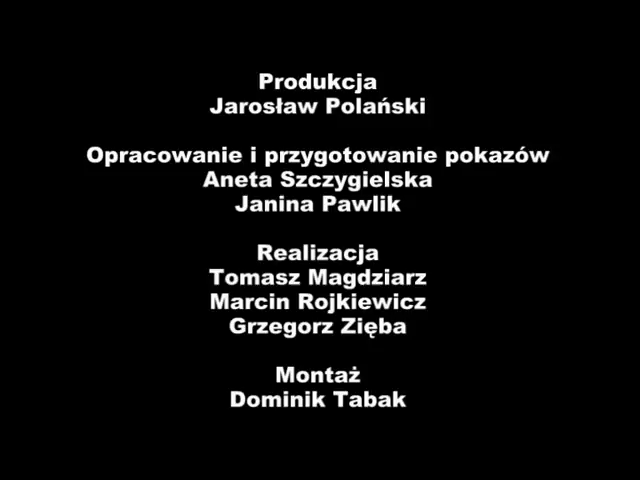 Produkcja
Jarosław Polański
Opracowanie i przygotowanie pokazów
Aneta Szczygielska
Janina Pawlik
Realizacja
Tomasz Magdziarz
Marcin Rojkiewicz
Grzegorz Zięba
Montaż
Dominik Tabak